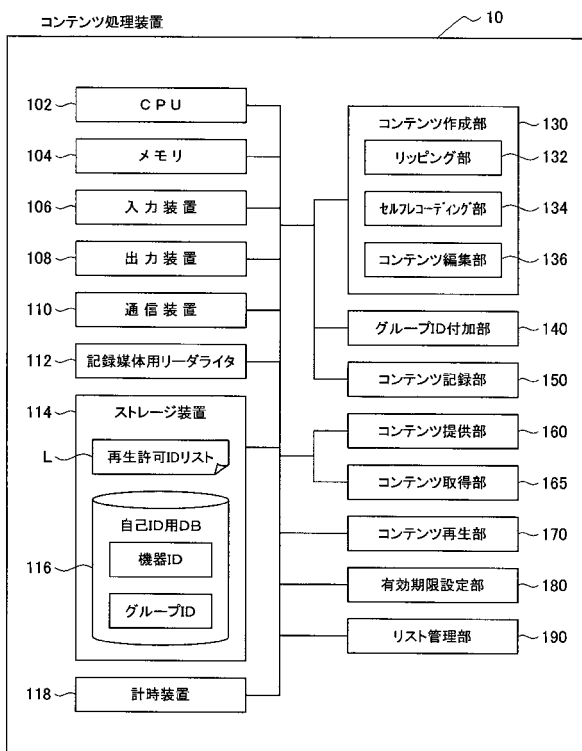 コンテンツ処理装置
10
102
CPU
104
メモリ
106
入力装置
108
出力装置
110
通信装置
112
記録媒体用リーダライタ
114
ストレージ装置
L
再生許可IDリスト
116
自己ID用DB
機器ID
グループID
118
計時装置
コンテンツ作成部
130
リッピング部
132
セルフレコーディング部
134
コンテンツ編集部
136
グループID付加部
140
コンテンツ記録部
150
コンテンツ提供部
160
コンテンツ取得部
165
コンテンツ再生部
170
有効期限設定部
180
リスト管理部
190